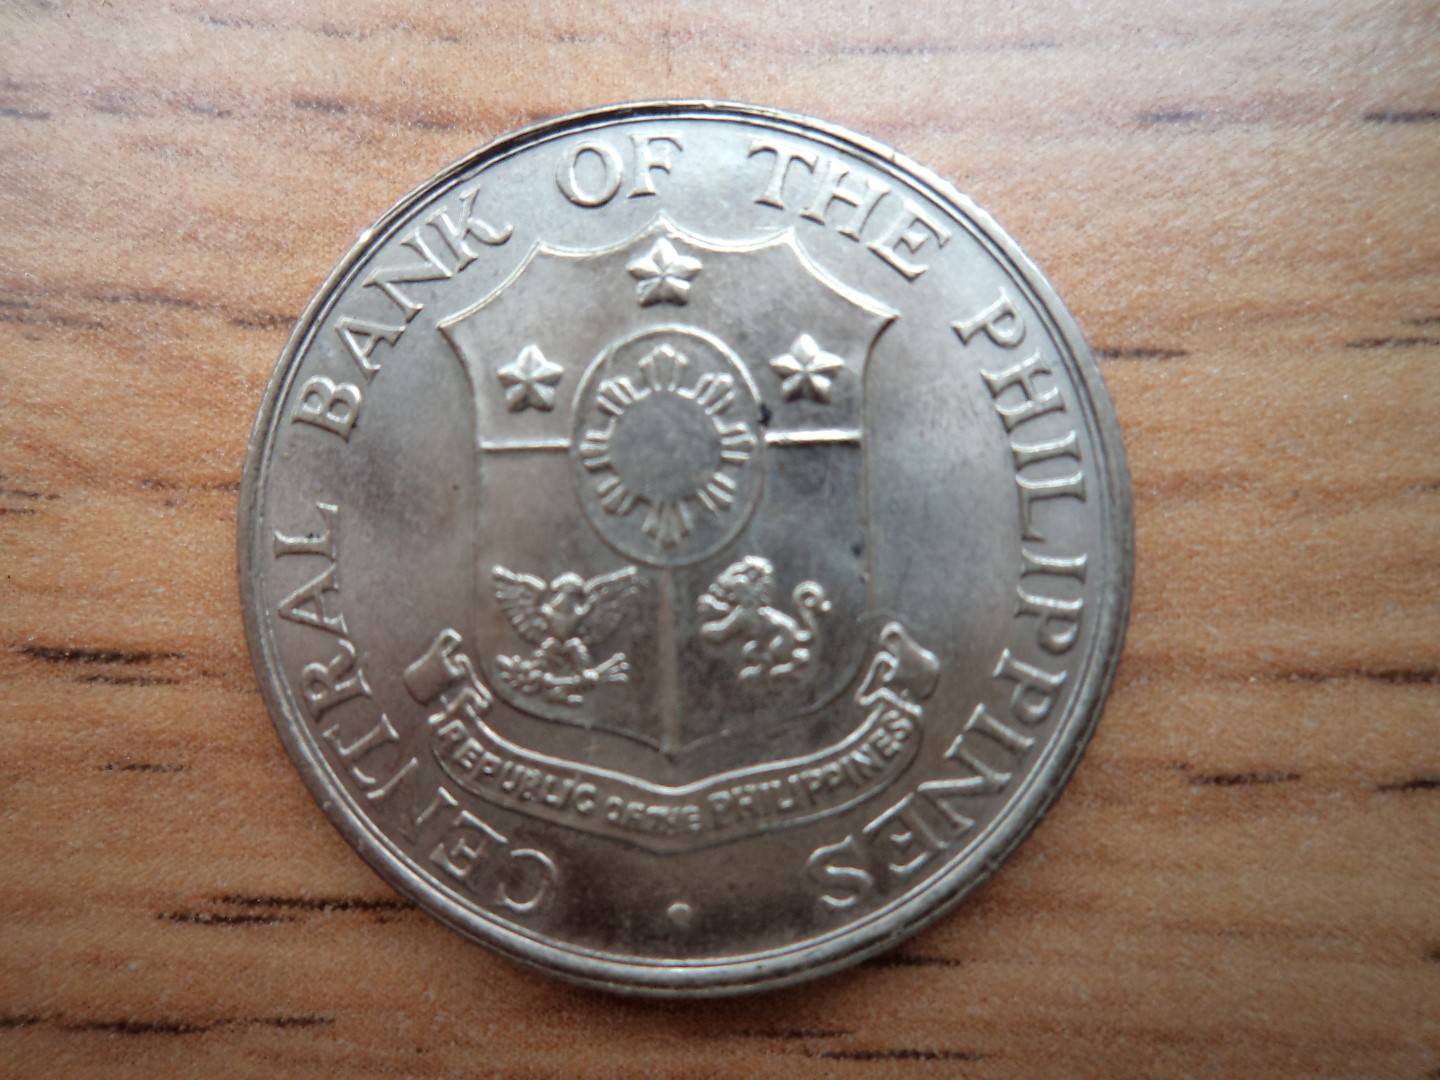 CENTRAL BANK OF THE PHILIPPINES
REPUBLIC OF THE PHILIPPINES